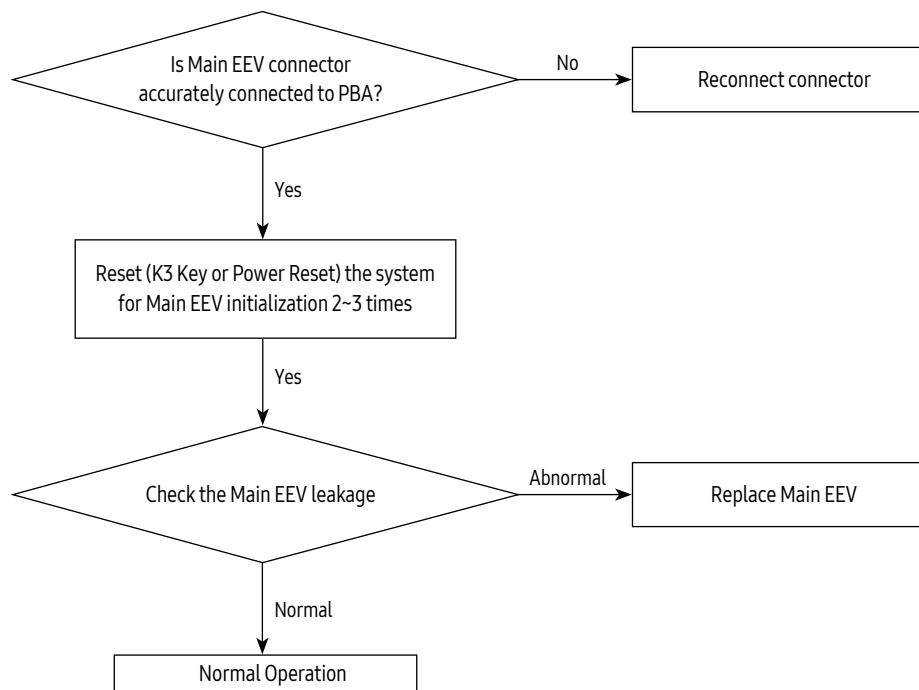 Is Main EEV connector
accurately connected to PBA?
No
Reconnect connector
Yes
Reset (K3 Key or Power Reset) the system
for Main EEV initialization 2~3 times
Yes
Check the Main EEV leakage
Abnormal
Replace Main EEV
Normal
Normal Operation